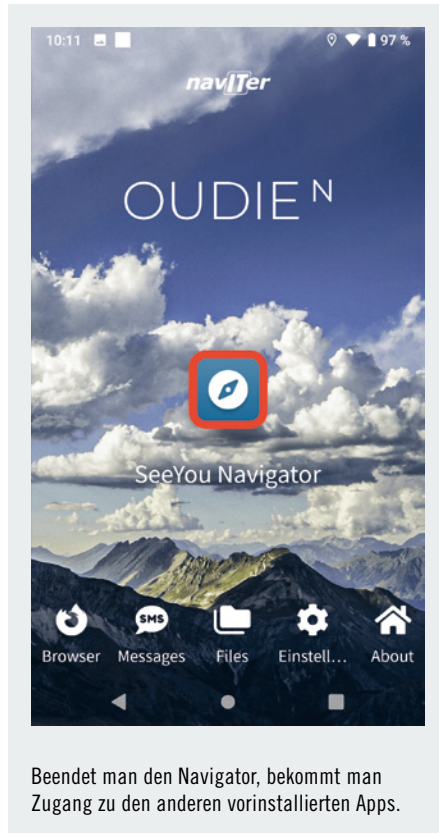 10:11 97 %
navITer
OUDIE N
SeeYou Navigator
SMS
Browser Messages Files Einstell... About
Beendet man den Navigator, bekommt man
Zugang zu den anderen vorinstallierten Apps.